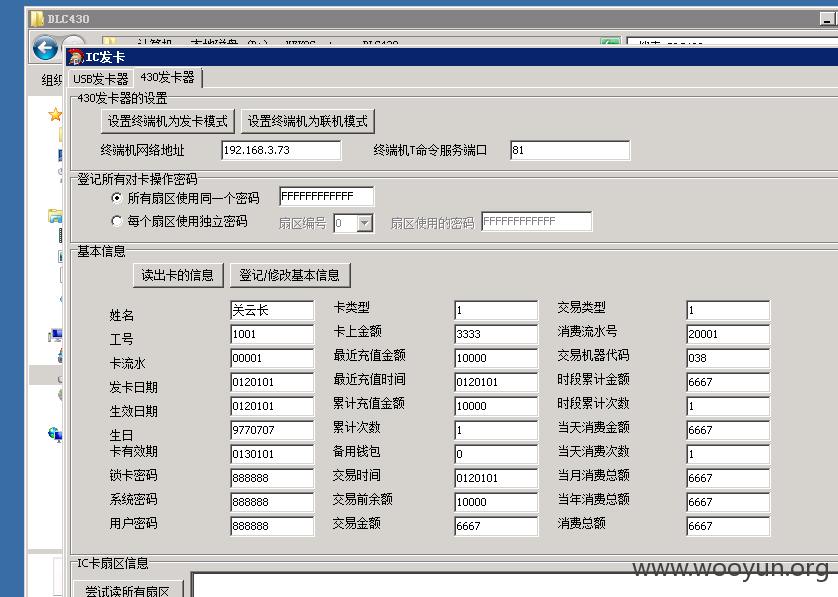 DLC430
IC发卡
组织
USB发卡器 430发卡器
430发卡器的设置
设置终端机为发卡模式 设置终端机为联机模式
终端机网络地址 192.168.3.73 终端机T命令服务端口 81
登记所有对卡操作密码
所有扇区使用同一个密码 FFFFFFFFFFFF
每个扇区使用独立密码 扇区编号 0 扇区使用的密码 FFFFFFFFFFFF
基本信息
读出卡的信息 登记/修改基本信息
姓名 关云长 卡类型 1 交易类型 1
工号 1001 卡上金额 3333 消费流水号 20001
卡流水 00001 最近充值金额 10000 交易机器代码 038
发卡日期 0120101 最近充值时间 0120101 时段累计金额 6667
生效日期 0120101 累计充值金额 10000 时段累计次数 1
生日 9770707 累计次数 1 当天消费金额 6667
卡有效期 0130101 备用钱包 0 当天消费次数 1
锁卡密码 888888 交易时间 0120101 当月消费总额 6667
系统密码 888888 交易前余额 10000 当年消费总额 6667
用户密码 888888 交易金额 6667 消费总额 6667
IC卡扇区信息
尝试读所有扇区
www.wooyun.org